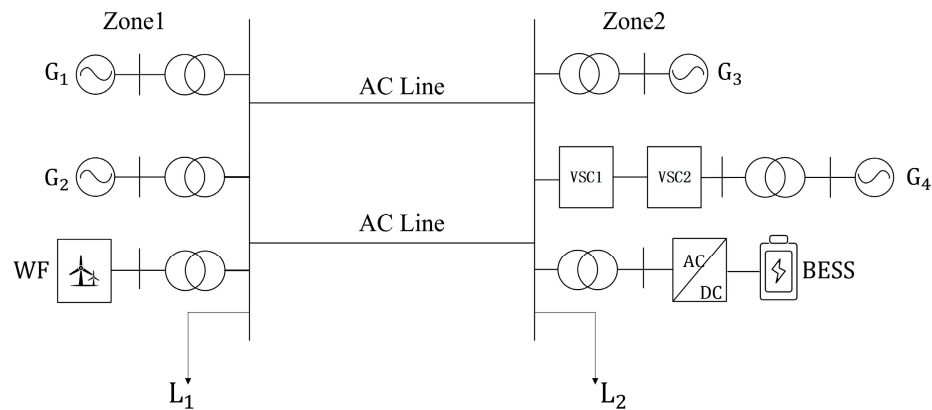 Zone1
Zone2
G₁
AC Line
G₃
G₂
VSC1
VSC2
G₄
AC Line
WF
AC
DC
BESS
L₁
L₂